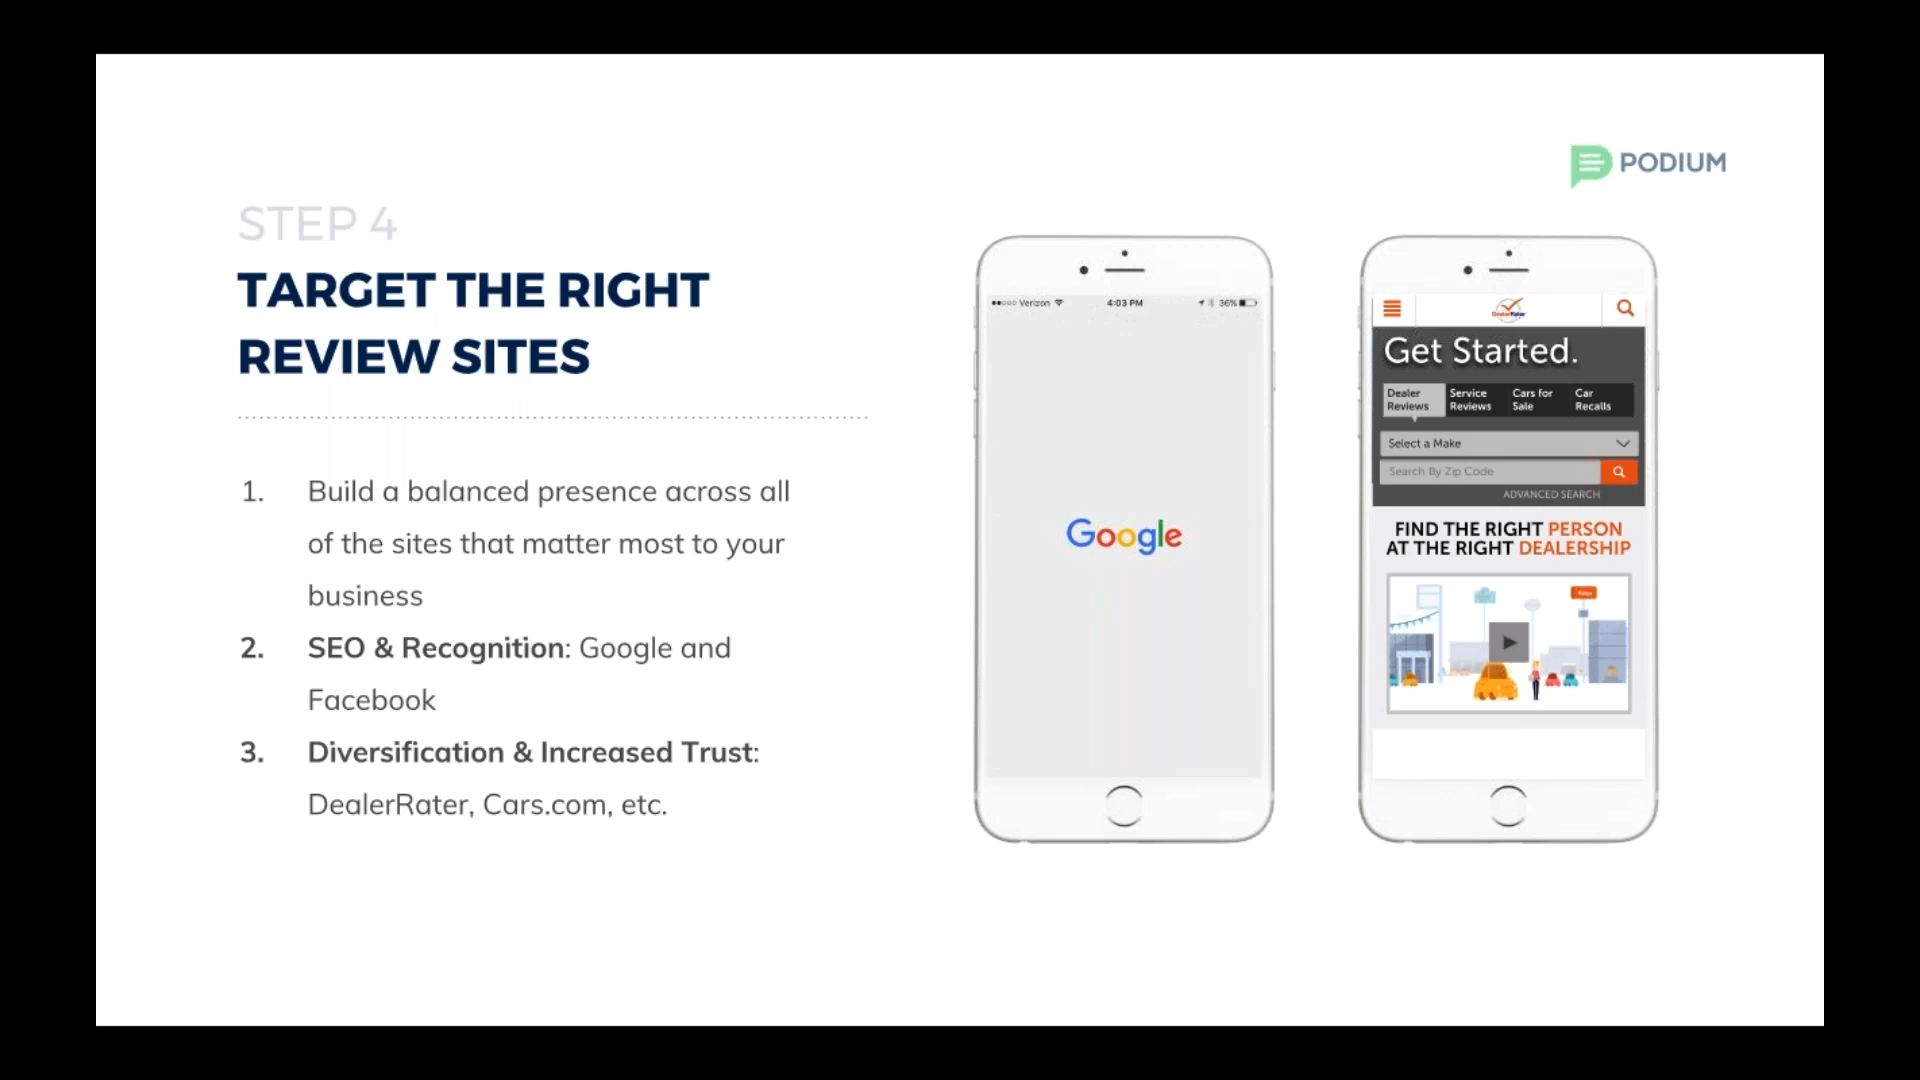 PODIUM
STEP 4
TARGET THE RIGHT
REVIEW SITES
1. Build a balanced presence across all
of the sites that matter most to your
business
2. SEO & Recognition: Google and
Facebook
3. Diversification & Increased Trust:
DealerRater, Cars.com, etc.
Verizon 4:03 PM 36%
Google
DealerRater
Get Started.
Dealer Reviews
Service Reviews
Cars for Sale
Car Recalls
Select a Make
Search By Zip Code
ADVANCED SEARCH
FIND THE RIGHT PERSON
AT THE RIGHT DEALERSHIP